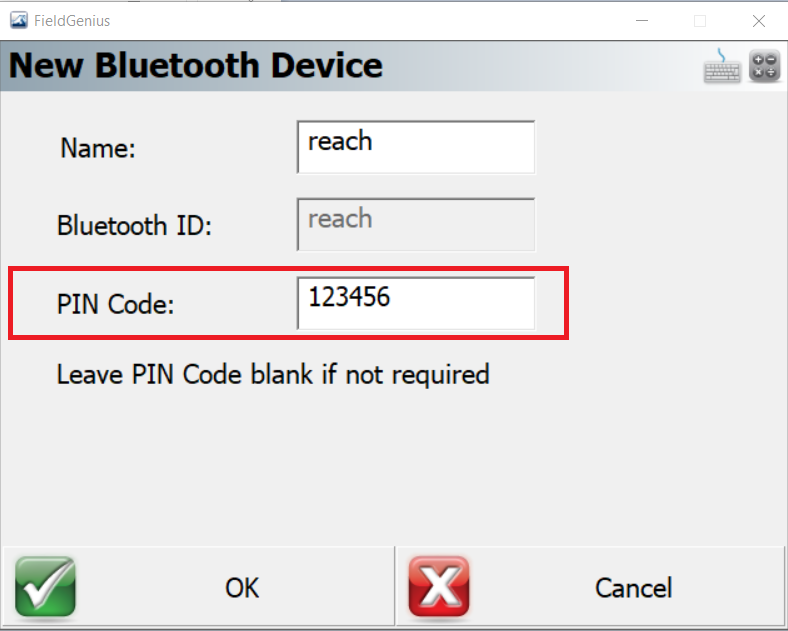 FieldGenius
New Bluetooth Device
Name: reach
Bluetooth ID: reach
PIN Code: 123456
Leave PIN Code blank if not required
OK Cancel